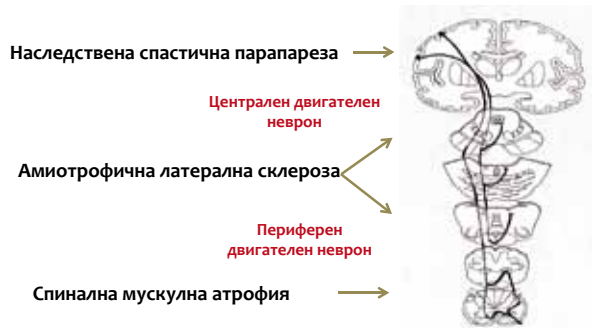 Наследствена спастична парапареза
Централен двигателен
неврон
Амиотрофична латерална склероза
Периферен
двигателен неврон
Спинална мускулна атрофия